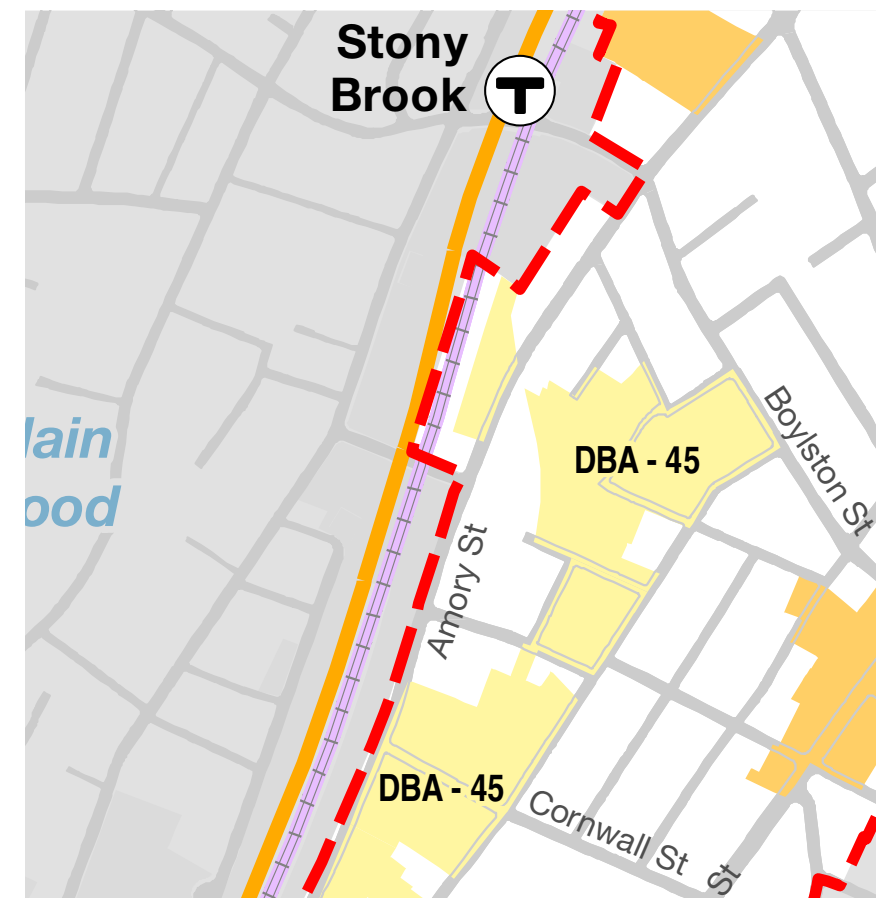 Stony
Brook
T
lain
ood
DBA - 45
Boylston St
Amory St
DBA - 45
Cornwall St
St